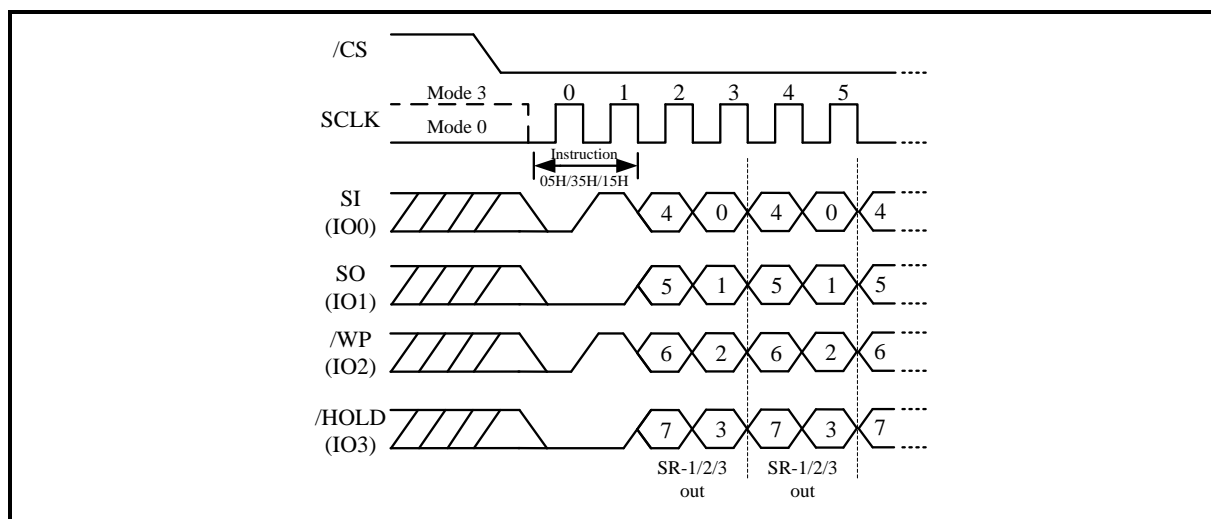 /CS
Mode 3
0 1 2 3 4 5
SCLK
Mode 0
Instruction
05H/35H/15H
SI
(IO0)
4 0 4 0 4
SO
(IO1)
5 1 5 1 5
/WP
(IO2)
6 2 6 2 6
/HOLD
(IO3)
7 3 7 3 7
SR-1/2/3
out
SR-1/2/3
out